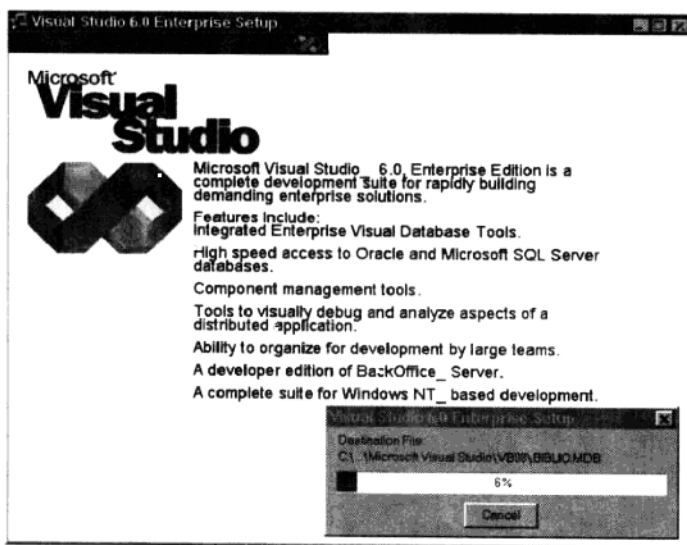 Visual Studio 6.0 Enterprise Setup
Microsoft
Visual
Studio
Microsoft Visual Studio_ 6.0, Enterprise Edition is a
complete development suite for rapidly building
demanding enterprise solutions.
Features Include:
Integrated Enterprise Visual Database Tools.
High speed access to Oracle and Microsoft SQL Server
databases.
Component management tools.
Tools to visually debug and analyze aspects of a
distributed application.
Ability to organize for development by large teams.
A developer edition of BackOffice_ Server.
A complete suite for Windows NT_ based development.
Visual Studio 6.0 Enterprise Setup
Destination File:
C:\...\Microsoft Visual Studio\VB98\BIBLIO.MDB
6%
Cancel